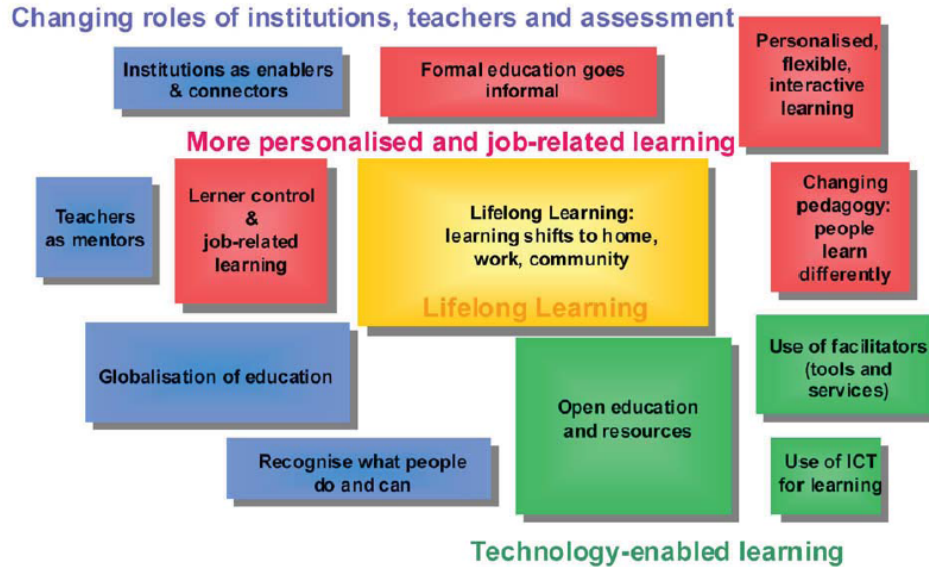 Changing roles of institutions, teachers and assessment
Institutions as enablers
& connectors
Formal education goes
informal
Personalised,
flexible,
interactive
learning
More personalised and job-related learning
Teachers
as mentors
Lerner control
&
job-related
learning
Lifelong Learning:
learning shifts to home,
work, community
Lifelong Learning
Changing
pedagogy:
people
learn
differently
Globalisation of education
Open education
and resources
Use of facilitators
(tools and
services)
Recognise what people
do and can
Use of ICT
for learning
Technology-enabled learning